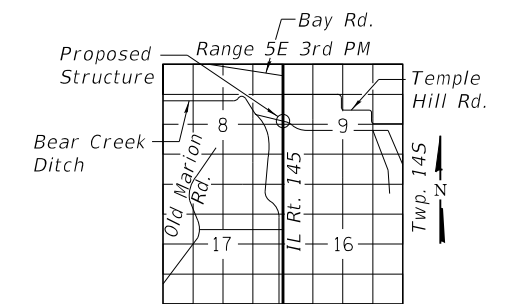 Bay Rd.
Range 5E 3rd PM
Proposed
Structure
Temple
Hill Rd.
Bear Creek
Ditch
8
9
Old Marion
Rd.
IL Rt. 145
Twp. 14S
N
17
16